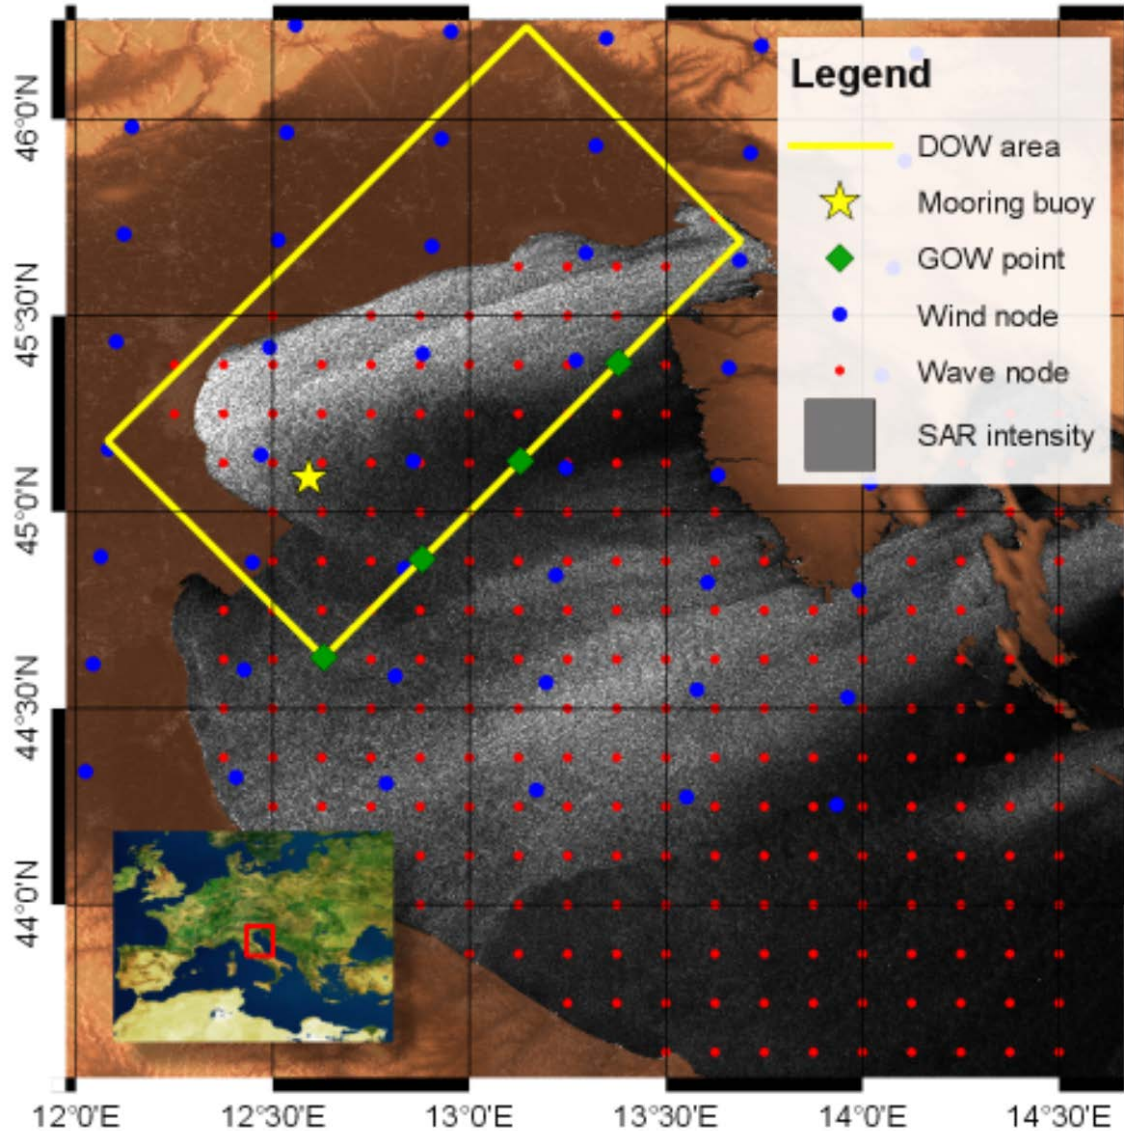 Legend
DOW area
Mooring buoy
GOW point
Wind node
Wave node
SAR intensity
46°0'N
45°30'N
45°0'N
44°30'N
44°0'N
12°0'E
12°30'E
13°0'E
13°30'E
14°0'E
14°30'E